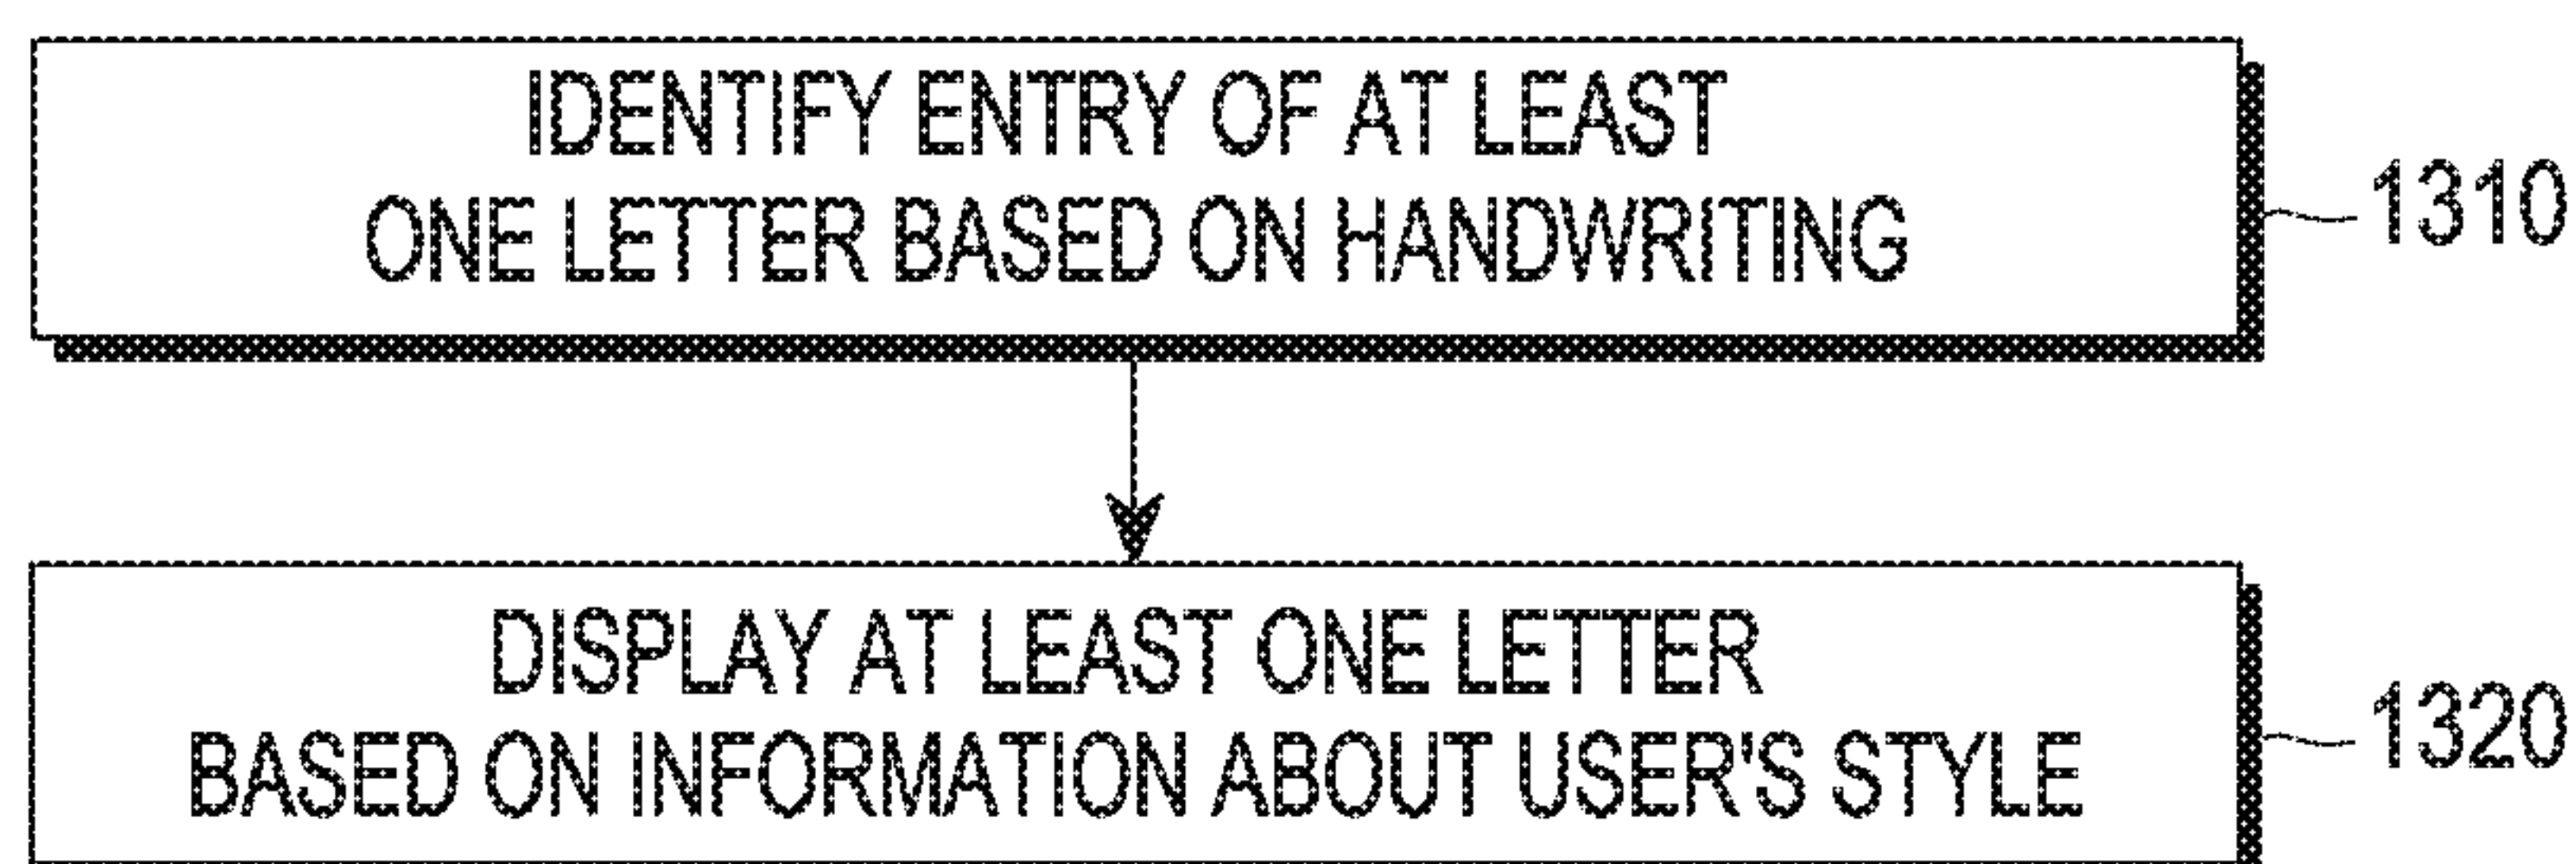 IDENTIFY ENTRY OF AT LEAST
ONE LETTER BASED ON HANDWRITING
1310
DISPLAY AT LEAST ONE LETTER
BASED ON INFORMATION ABOUT USER'S STYLE
1320